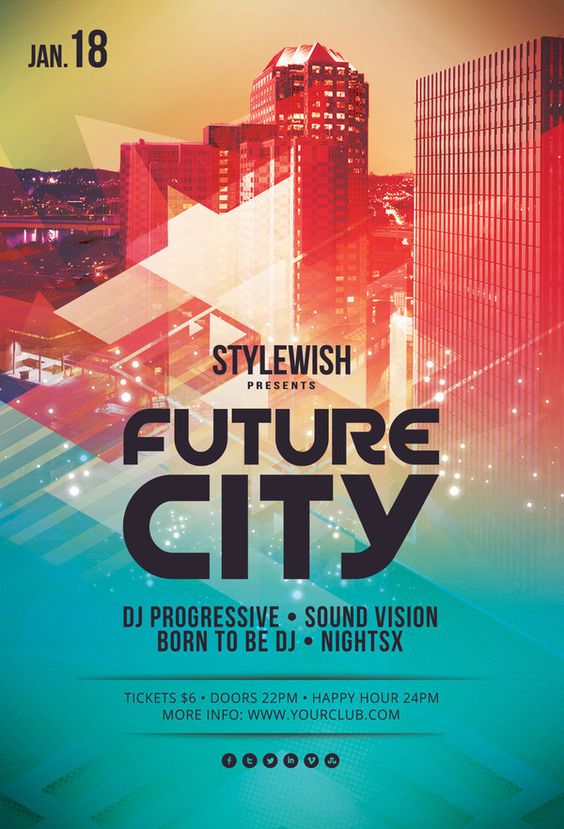 JAN.18
STYLEWISH
PRESENTS
FUTURE
CITY
DJ PROGRESSIVE • SOUND VISION
BORN TO BE DJ • NIGHTSX
TICKETS $6 • DOORS 22PM • HAPPY HOUR 24PM
MORE INFO: WWW.YOURCLUB.COM